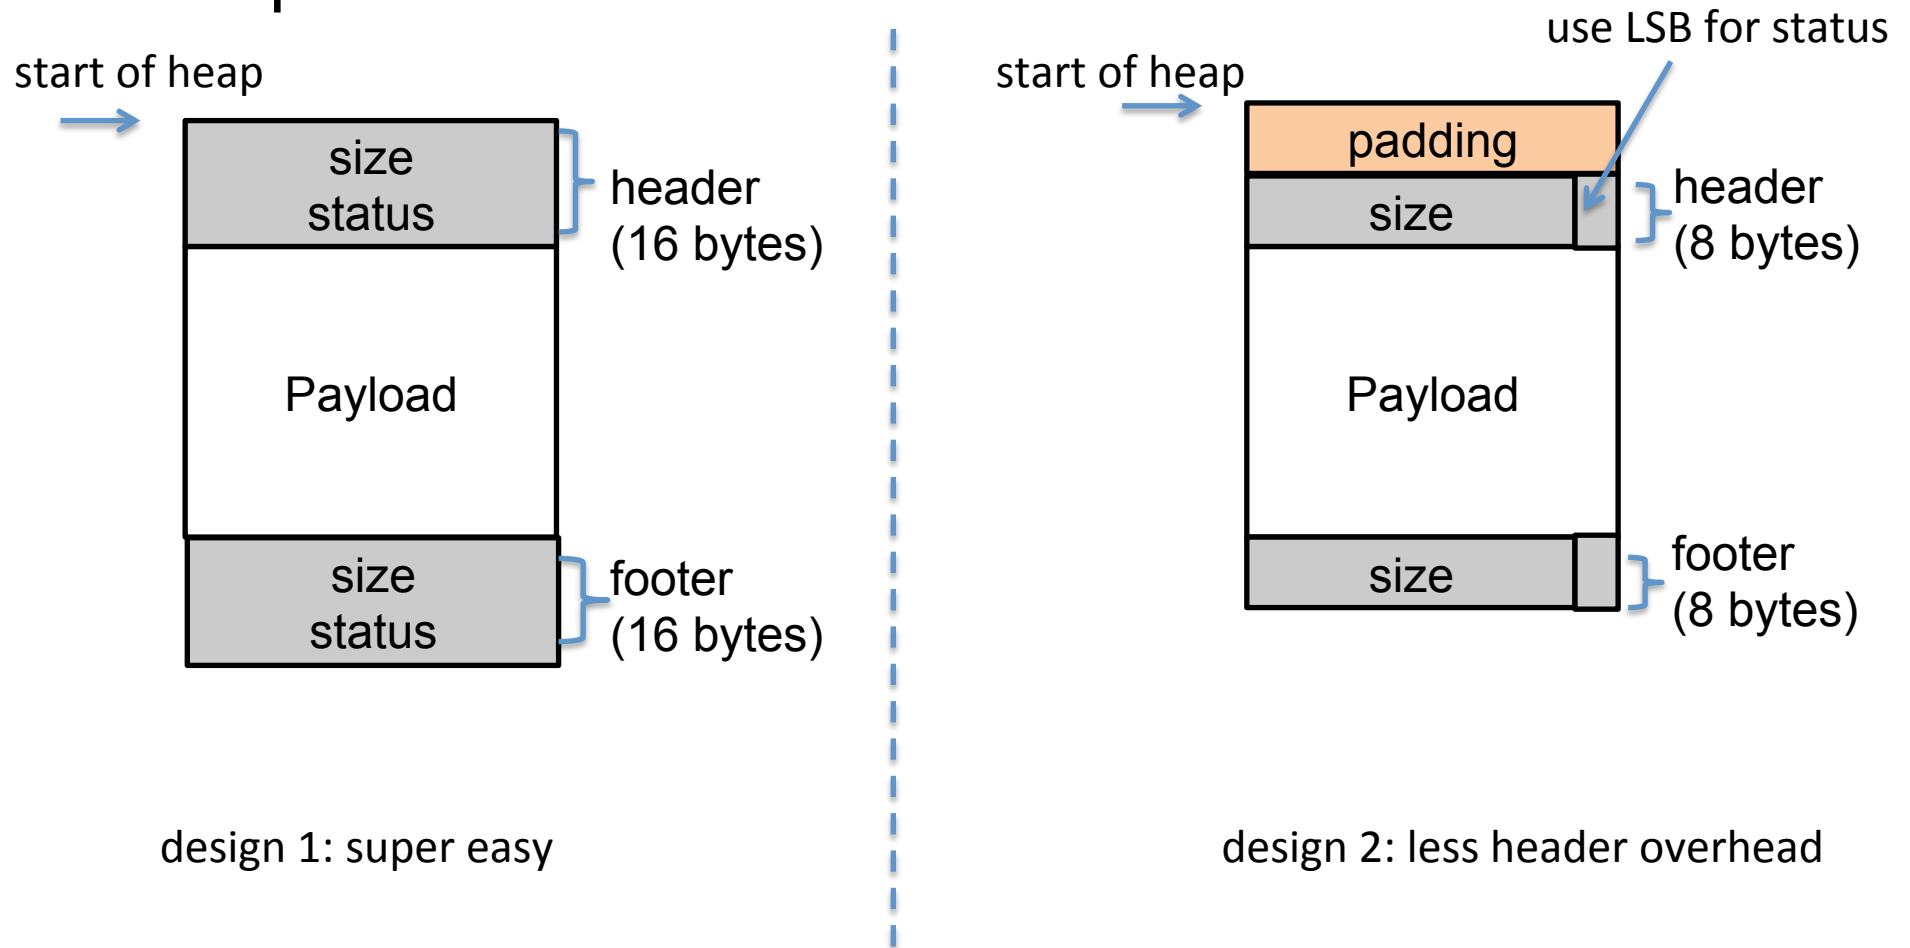 start of heap
size
status
header
(16 bytes)
Payload
size
status
footer
(16 bytes)
design 1: super easy
use LSB for status
start of heap
padding
size
header
(8 bytes)
Payload
size
footer
(8 bytes)
design 2: less header overhead